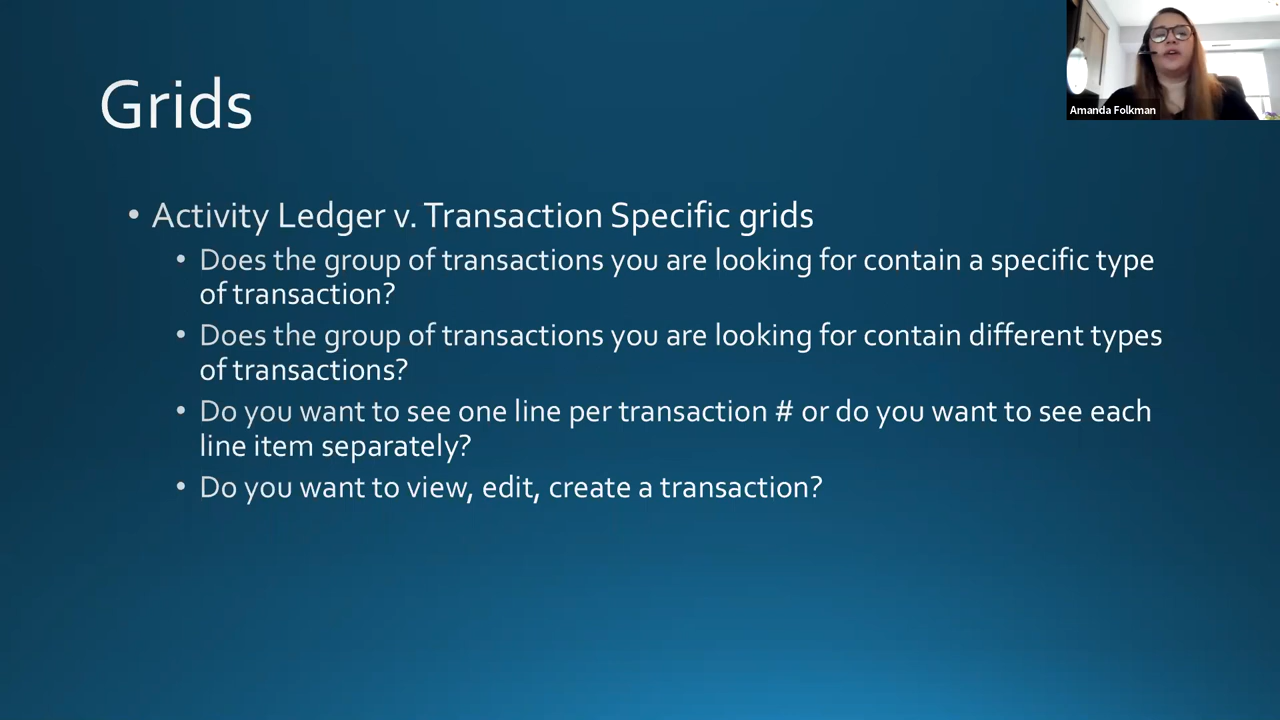 Grids
Amanda Folkman
• Activity Ledger v. Transaction Specific grids
• Does the group of transactions you are looking for contain a specific type
of transaction?
• Does the group of transactions you are looking for contain different types
of transactions?
• Do you want to see one line per transaction # or do you want to see each
line item separately?
• Do you want to view, edit, create a transaction?